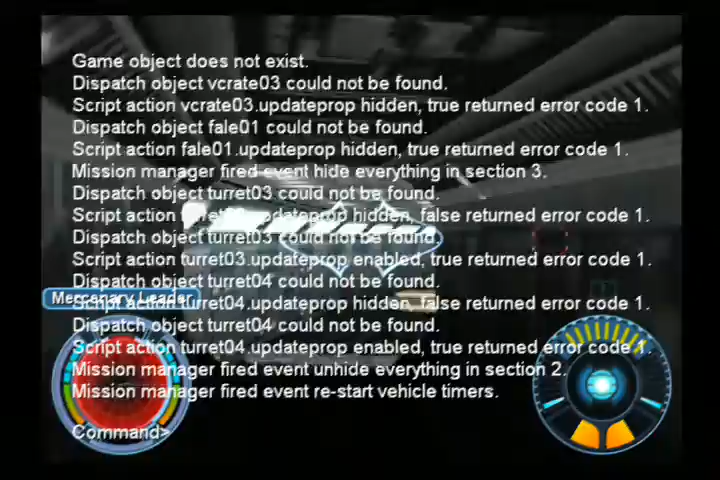 Game object does not exist.
Dispatch object vcrate03 could not be found.
Script action vcrate03.updateprop hidden, true returned error code 1.
Dispatch object fale01 could not be found.
Script action fale01.updateprop hidden, true returned error code 1.
Mission manager fired event hide everything in section 3.
Dispatch object turret03 could not be found.
Script action turret03.updateprop hidden, false returned error code 1.
Dispatch object turret03 could not be found.
Script action turret03.updateprop enabled, true returned error code 1.
Dispatch object turret04 could not be found.
Mercenary Leader
Script action turret04.updateprop hidden, false returned error code 1.
Dispatch object turret04 could not be found.
Script action turret04.updateprop enabled, true returned error code 1.
Mission manager fired event unhide everything in section 2.
Mission manager fired event re-start vehicle timers.
Command>